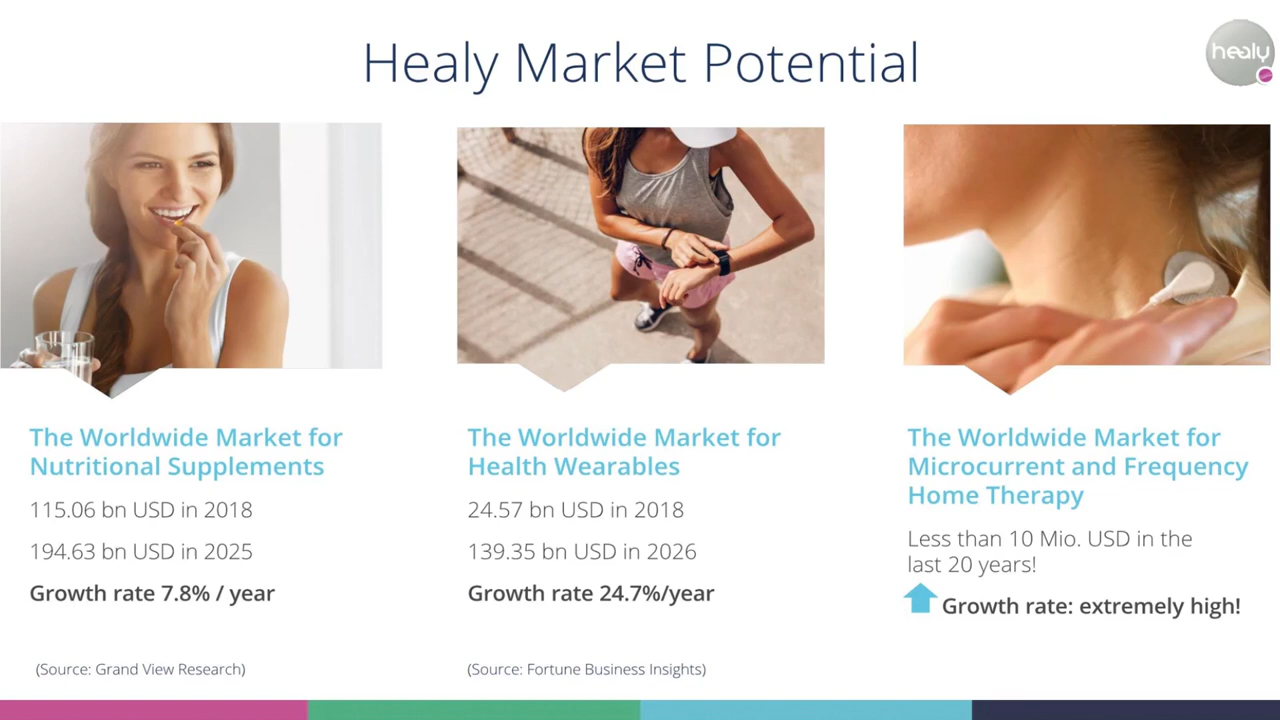 Healy Market Potential
healy
The Worldwide Market for
Nutritional Supplements
115.06 bn USD in 2018
194.63 bn USD in 2025
Growth rate 7.8% / year
(Source: Grand View Research)
The Worldwide Market for
Health Wearables
24.57 bn USD in 2018
139.35 bn USD in 2026
Growth rate 24.7%/year
(Source: Fortune Business Insights)
The Worldwide Market for
Microcurrent and Frequency
Home Therapy
Less than 10 Mio. USD in the
last 20 years!
Growth rate: extremely high!